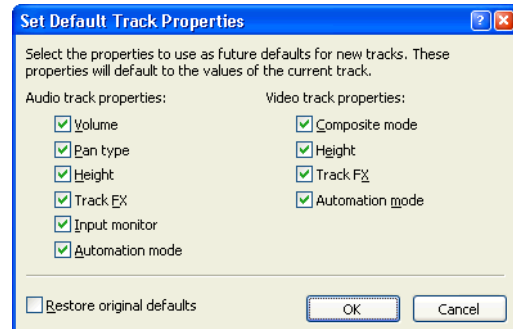 Set Default Track Properties
Select the properties to use as future defaults for new tracks. These
properties will default to the values of the current track.
Audio track properties:
Volume
Pan type
Height
Track FX
Input monitor
Automation mode
Video track properties:
Composite mode
Height
Track FX
Automation mode
Restore original defaults
OK
Cancel